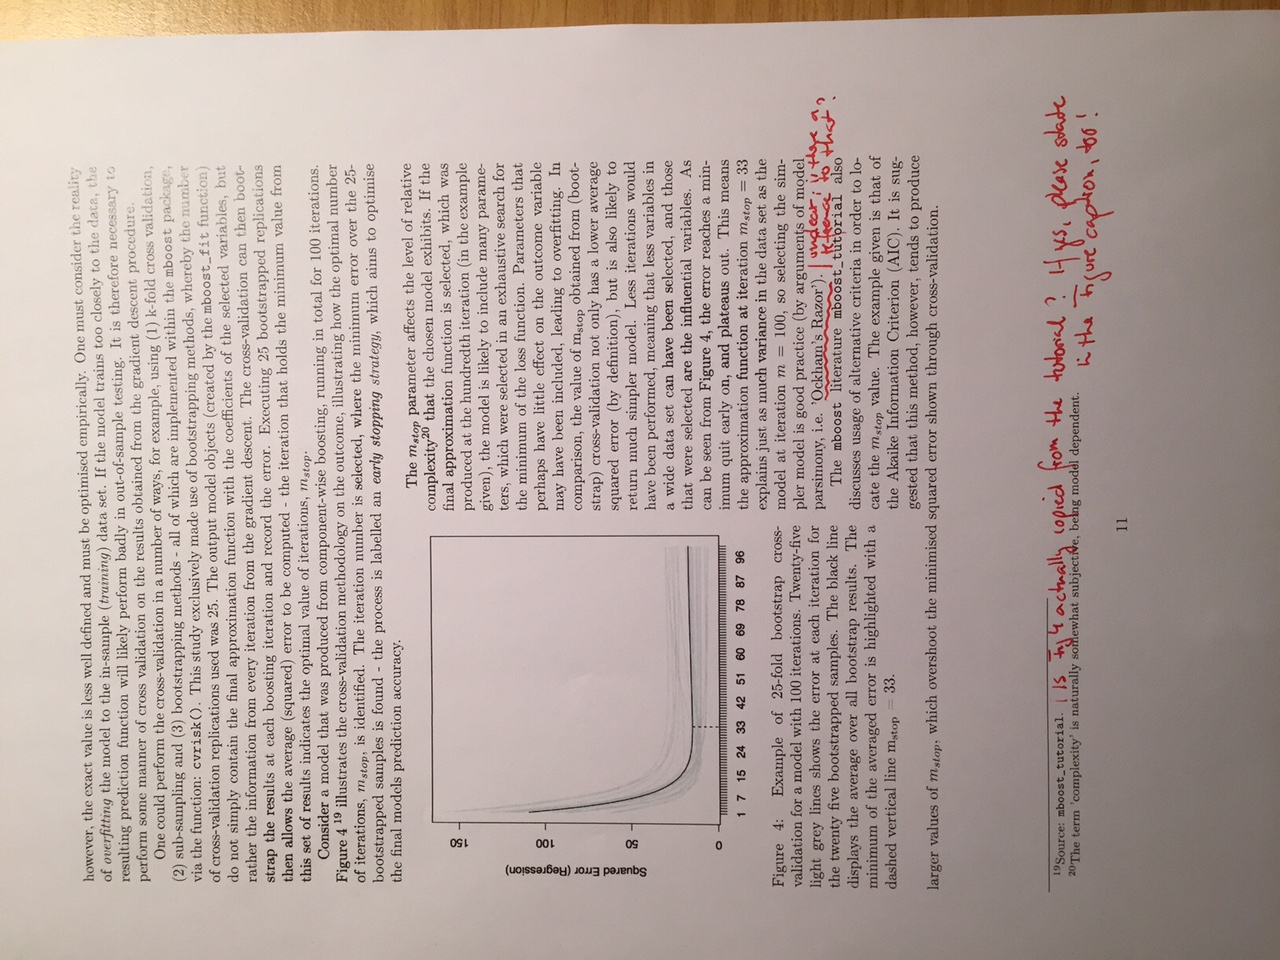 however, the exact value is less well defined and must be optimised empirically. One must consider the reality
of overfitting the model to the in-sample (training) data set. If the model trains too closely to the data, the
resulting prediction function will likely perform badly in out-of-sample testing. It is therefore necessary to
perform some manner of cross validation on the results obtained from the gradient descent procedure.
One could perform the cross-validation in a number of ways, for example, using (1) k-fold cross validation,
(2) sub-sampling and (3) bootstrapping methods - all of which are implemented within the mboost package,
via the function: cvrisk(). This study exclusively made use of bootstrapping methods, whereby the number
of cross-validation replications used was 25. The output model objects (created by the mboost_fit function)
do not simply contain the final approximation function with the coefficients of the selected variables, but
rather the information from every iteration from the gradient descent. The cross-validation can then boot-
strap the results at each boosting iteration and record the error. Executing 25 bootstrapped replications
then allows the average (squared) error to be computed - the iteration that holds the minimum value from
this set of results indicates the optimal value of iterations, mstop.
Consider a model that was produced from component-wise boosting, running in total for 100 iterations.
Figure 4 19 illustrates the cross-validation methodology on the outcome, illustrating how the optimal number
of iterations, mstop, is identified. The iteration number is selected, where the minimum error over the 25-
bootstrapped samples is found - the process is labelled an early stopping strategy, which aims to optimise
the final models prediction accuracy.
Squared Error (Regression)
150
100
50
0
1 7 15 24 33 42 51 60 69 78 87 96
Figure 4: Example of 25-fold bootstrap cross-
validation for a model with 100 iterations. Twenty-five
light grey lines shows the error at each iteration for
the twenty five bootstrapped samples. The black line
displays the average over all bootstrap results. The
minimum of the averaged error is highlighted with a
dashed vertical line mstop = 33.
The mstop parameter affects the level of relative
complexity20 that the chosen model exhibits. If the
final approximation function is selected, which was
produced at the hundredth iteration (in the example
given), the model is likely to include many parame-
ters, which were selected in an exhaustive search for
the minimum of the loss function. Parameters that
perhaps have little effect on the outcome variable
may have been included, leading to overfitting. In
comparison, the value of mstop obtained from (boot-
strap) cross-validation not only has a lower average
squared error (by definition), but is also likely to
return much simpler model. Less iterations would
have been performed, meaning that less variables in
a wide data set can have been selected, and those
that were selected are the influential variables. As
can be seen from Figure 4, the error reaches a min-
imum quit early on, and plateaus out. This means
the approximation function at iteration mstop = 33
explains just as much variance in the data set as the
model at iteration m = 100, so selecting the sim-
pler model is good practice (by arguments of model
parsimony, i.e. 'Ockham's Razor').
unclear; is there a
reference to that?
The mboost literature mboost_tutorial also
discusses usage of alternative criteria in order to lo-
cate the mstop value. The example given is that of
the Akaike Information Criterion (AIC). It is sug-
gested that this method, however, tends to produce
larger values of mstop, which overshoot the minimised squared error shown through cross-validation.
19Source: mboost_tutorial.
Is Fig 4 actually copied from the tutorial? If yes, please state
in the figure caption, too!
20The term 'complexity' is naturally somewhat subjective, being model dependent.
11